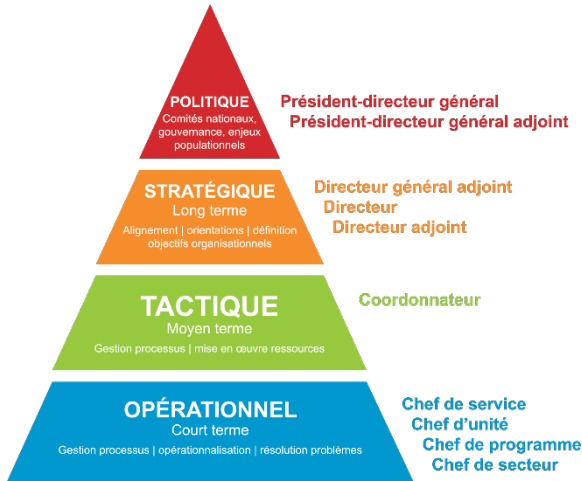 POLITIQUE
Comités nationaux,
gouvernance, enjeux
populationnels
Président-directeur général
Président-directeur général adjoint
STRATÉGIQUE
Long terme
Alignement | orientations | définition
objectifs organisationnels
Directeur général adjoint
Directeur
Directeur adjoint
TACTIQUE
Moyen terme
Gestion processus | mise en œuvre ressources
Coordonnateur
OPÉRATIONNEL
Court terme
Gestion processus | opérationnalisation | résolution problèmes
Chef de service
Chef d'unité
Chef de programme
Chef de secteur